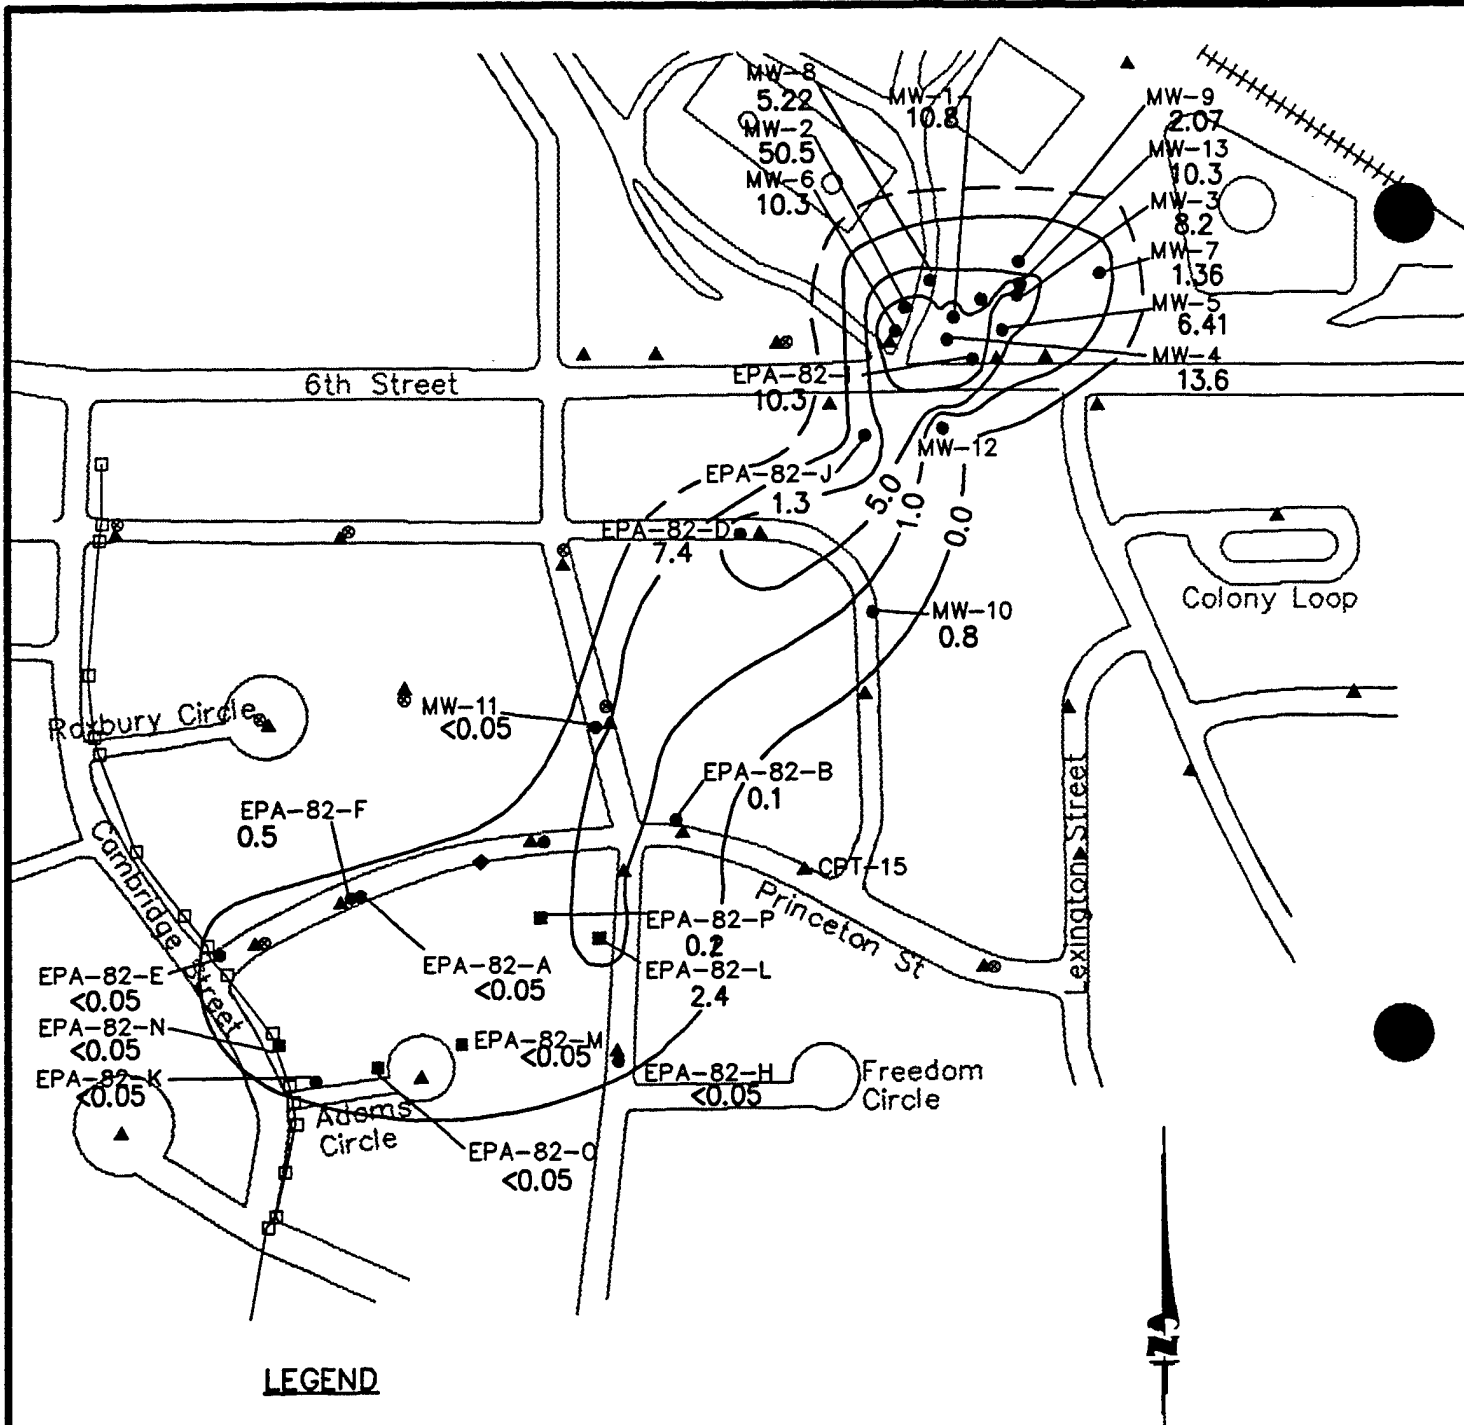 MW-8
5.22
MW-2
50.5
MW-6
10.3
MW-1
10.8
MW-9
2.07
MW-13
10.3
MW-3
8.2
MW-7
1.36
MW-5
6.41
MW-4
13.6
EPA-82-I
10.3
6th Street
MW-12
EPA-82-J
1.3
5.0
1.0
0.0
EPA-82-D
7.4
Colony Loop
MW-10
0.8
MW-11
<0.05
Roxbury Circle
EPA-82-B
0.1
EPA-82-F
0.5
CPT-15
Cambridge Street
Princeton St
Lexington Street
EPA-82-P
0.2
EPA-82-A
<0.05
EPA-82-L
2.4
EPA-82-E
<0.05
EPA-82-N
<0.05
EPA-82-M
<0.05
EPA-82-K
<0.05
EPA-82-H
<0.05
Freedom
Circle
Adams
Circle
EPA-82-O
<0.05
N
LEGEND